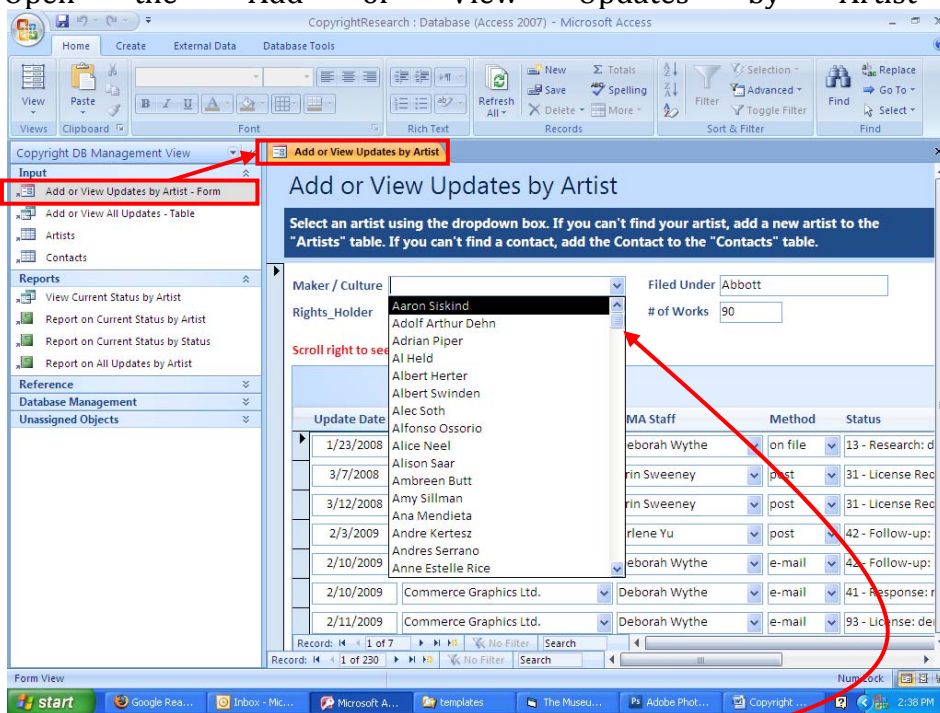 Open the "Add or View Updates by Artist"
CopyrightResearch : Database (Access 2007) - Microsoft Access
Home Create External Data Database Tools
View Paste B I U A Refresh All New Save Delete Totals Spelling More Filter Selection Advanced Toggle Filter Find Replace Go To Select
Views Clipboard Font Rich Text Records Sort & Filter Find
Copyright DB Management View
Add or View Updates by Artist
Input
Add or View Updates by Artist - Form
Add or View All Updates - Table
Artists
Contacts
Reports
View Current Status by Artist
Report on Current Status by Artist
Report on Current Status by Status
Report on All Updates by Artist
Reference
Database Management
Unassigned Objects
Add or View Updates by Artist
Select an artist using the dropdown box. If you can't find your artist, add a new artist to the
"Artists" table. If you can't find a contact, add the Contact to the "Contacts" table.
Maker / Culture Filed Under Abbott
Rights_Holder # of Works 90
Scroll right to see
Aaron Siskind
Adolf Arthur Dehn
Adrian Piper
Al Held
Albert Herter
Albert Swinden
Alec Soth
Alfonso Ossorio
Alice Neel
Alison Saar
Ambreen Butt
Amy Sillman
Ana Mendieta
Andre Kertesz
Andres Serrano
Anne Estelle Rice
Update Date MA Staff Method Status
1/23/2008 eborah Wythe on file 13 - Research: d
3/7/2008 rin Sweeney post 31 - License Req
3/12/2008 rin Sweeney post 31 - License Req
2/3/2009 rlene Yu post 42 - Follow-up:
2/10/2009 eborah Wythe e-mail 42 - Follow-up:
2/10/2009 Commerce Graphics Ltd. Deborah Wythe e-mail 41 - Response: r
2/11/2009 Commerce Graphics Ltd. Deborah Wythe e-mail 93 - License: der
Record: 1 of 7 No Filter Search
Record: 1 of 230 No Filter Search
Form View Num Lock
start Google Rea... Inbox - Mic... Microsoft A... templates The Museu... Adobe Phot... Copyright ... 2:38 PM